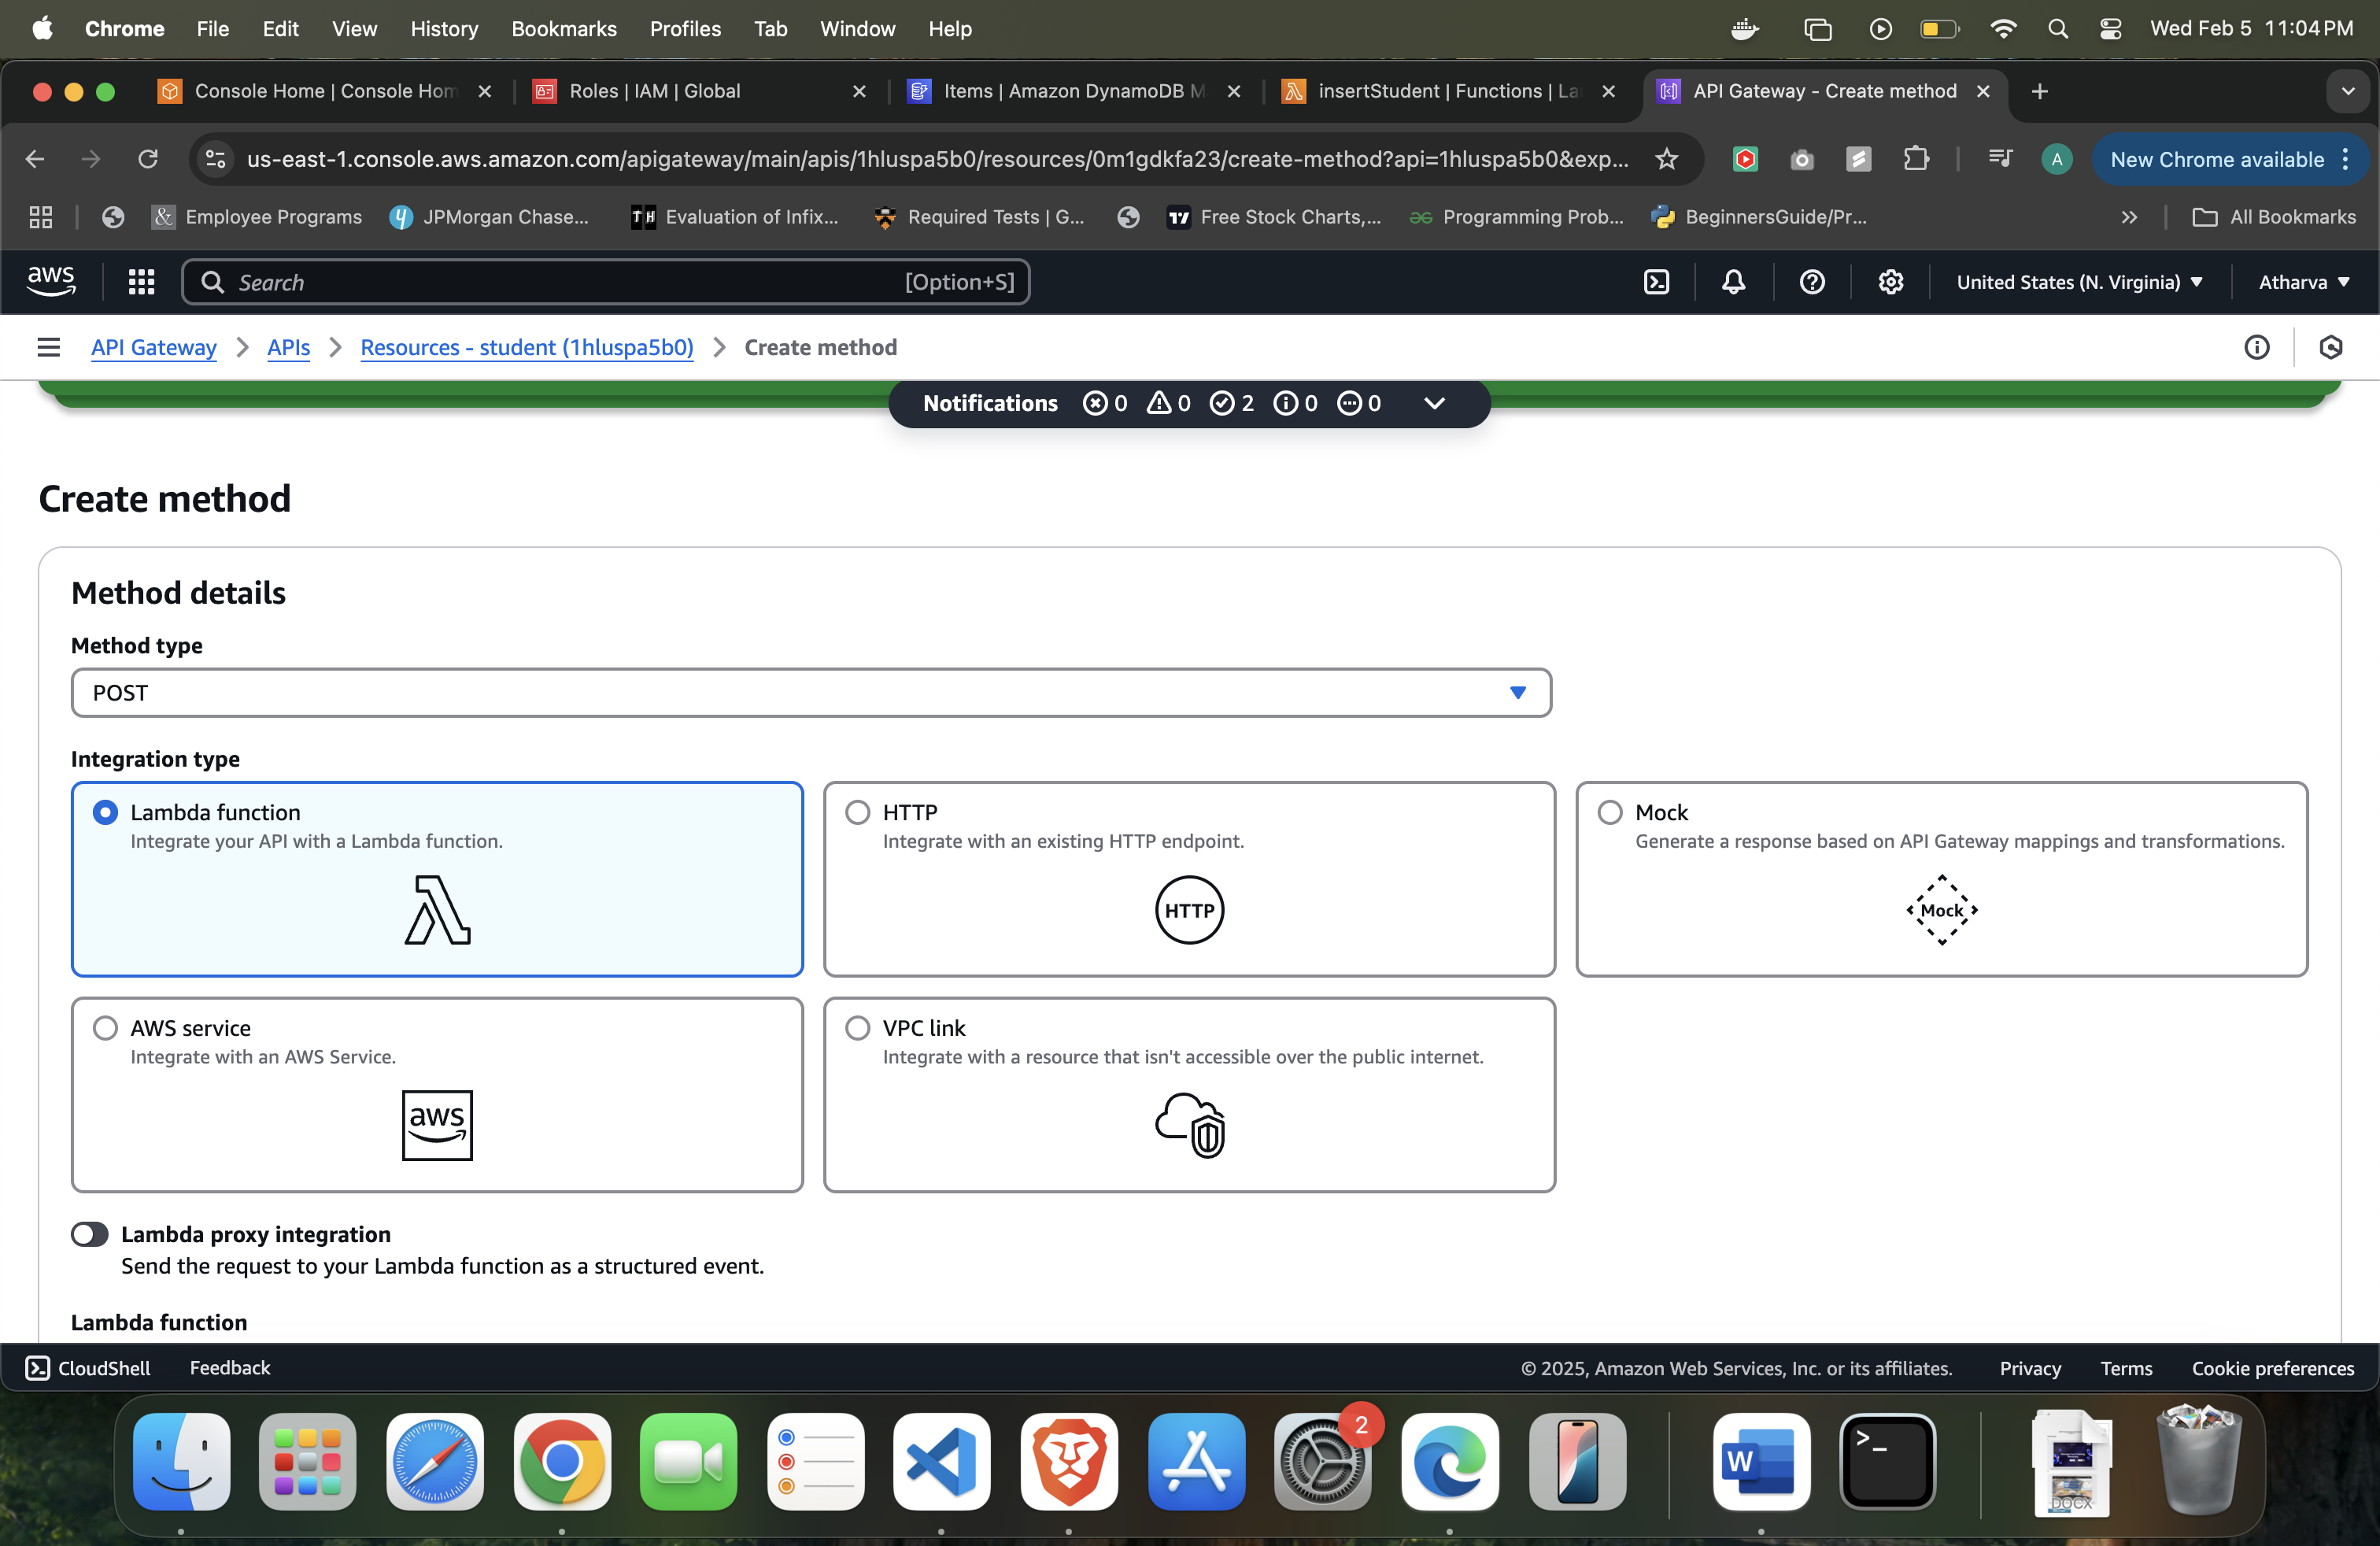 Chrome File Edit View History Bookmarks Profiles Tab Window Help Wed Feb 5 11:04 PM
Console Home | Console Hom Roles | IAM | Global Items | Amazon DynamoDB M insertStudent | Functions | La API Gateway - Create method
us-east-1.console.aws.amazon.com/apigateway/main/apis/1hluspa5b0/resources/0m1gdkfa23/create-method?api=1hluspa5b0&exp... A New Chrome available
& Employee Programs JPMorgan Chase... TH Evaluation of Infix... Required Tests | G... Free Stock Charts,... Programming Prob... BeginnersGuide/Pr... >> All Bookmarks
aws Search [Option+S] United States (N. Virginia) Atharva
API Gateway > APIs > Resources - student (1hluspa5b0) > Create method
Notifications 0 0 2 0 0
Create method
Method details
Method type
POST
Integration type
Lambda function
Integrate your API with a Lambda function.
HTTP
Integrate with an existing HTTP endpoint.
HTTP
Mock
Generate a response based on API Gateway mappings and transformations.
Mock
AWS service
Integrate with an AWS Service.
aws
VPC link
Integrate with a resource that isn't accessible over the public internet.
Lambda proxy integration
Send the request to your Lambda function as a structured event.
Lambda function
CloudShell Feedback © 2025, Amazon Web Services, Inc. or its affiliates. Privacy Terms Cookie preferences
2
W
>_
DOCX